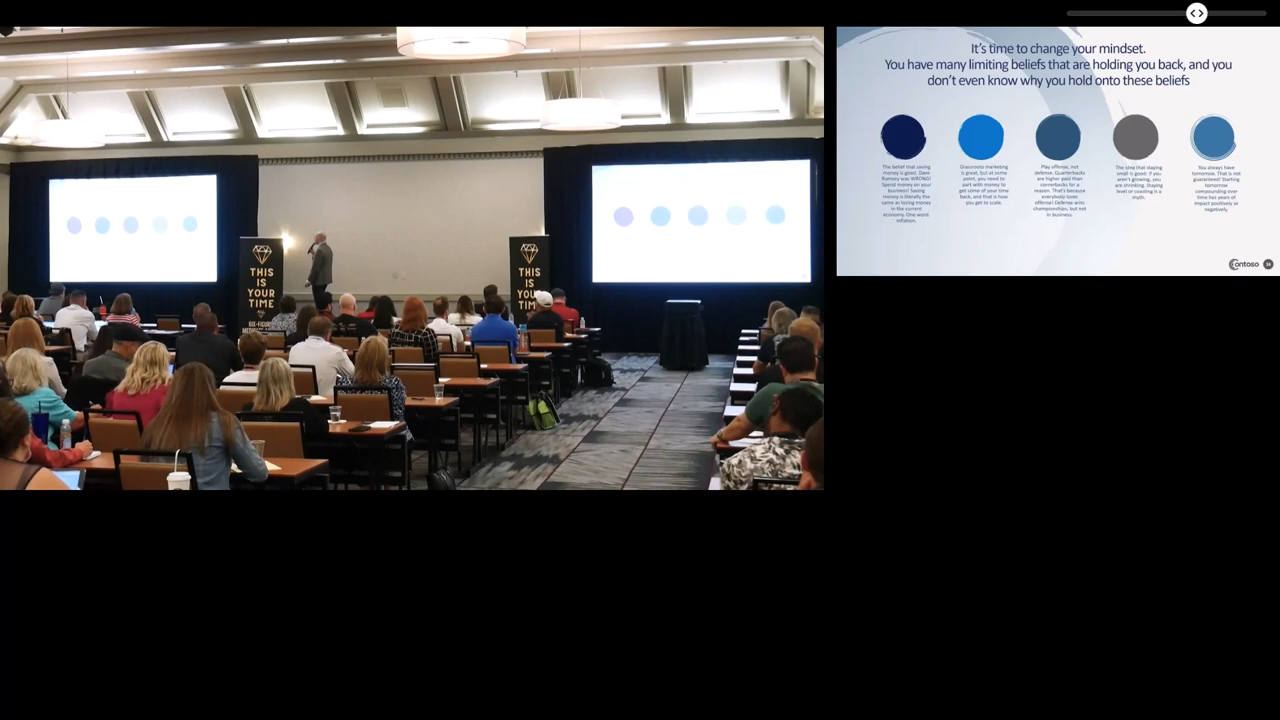 THIS
IS
YOUR
TIME
SIX-FIGURE
THIS
IS
YOU
TIM
It's time to change your mindset.
You have many limiting beliefs that are holding you back, and you
don't even know why you hold onto these beliefs
The belief that saving
money is good. Dave
Ramsey was WRONG!
Spend money on your
business! Saving
money is literally the
same as losing money
in the current
economy. One word.
Inflation.
Grassroots marketing
is great, but at some
point, you need to
part with money to
get some of your time
back, and that is how
you get to scale.
Play offense, not
defense. Quarterbacks
are higher paid than
cornerbacks for a
reason. That's because
everybody loves
offense! Defense wins
championships, but not
in business.
The idea that staying
small is good: if you
aren't growing, you
are shrinking. Staying
level or coasting is a
myth.
You always have
tomorrow. That is not
guaranteed! Starting
tomorrow
compounding over
time has years of
impact positively or
negatively.
Contoso